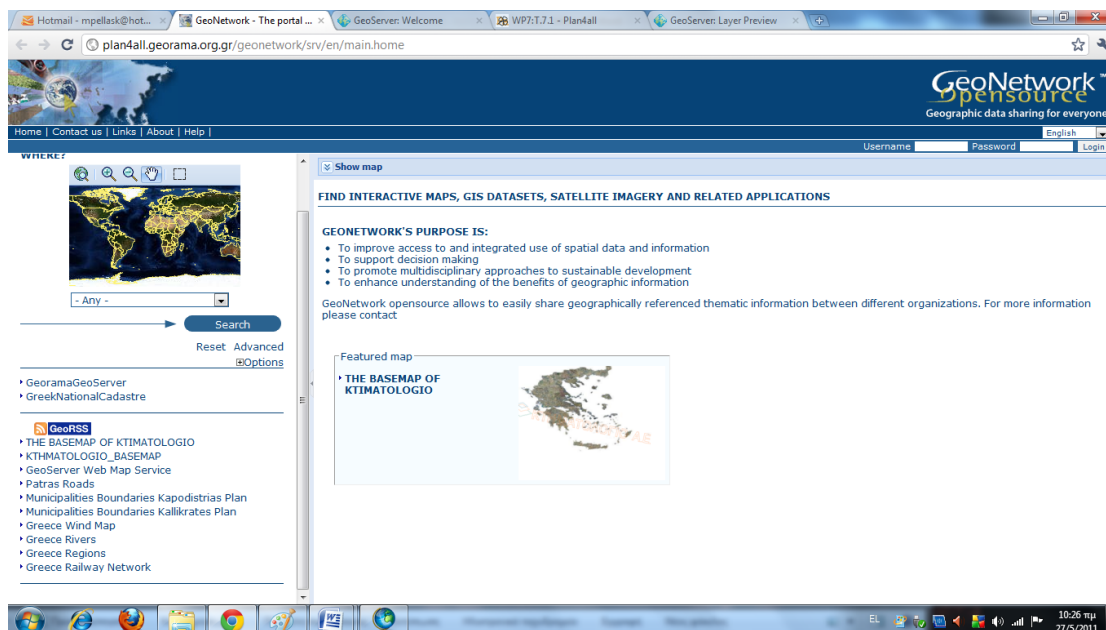 Hotmail - mpellask@hot...
GeoNetwork - The portal ...
GeoServer: Welcome
WP7:T.7.1 - Plan4all
GeoServer: Layer Preview
plan4all.georama.org.gr/geonetwork/srv/en/main.home
GeoNetwork™
Opensource
Geographic data sharing for everyone
Home | Contact us | Links | About | Help |
English
Username Password Login
WHERE?
- Any -
Search
Reset Advanced
Options
GeoramaGeoServer
GreekNationalCadastre
GeoRSS
THE BASEMAP OF KTIMATOLOGIO
KTHMATOLOGIO_BASEMAP
GeoServer Web Map Service
Patras Roads
Municipalities Boundaries Kapodistrias Plan
Municipalities Boundaries Kallikrates Plan
Greece Wind Map
Greece Rivers
Greece Regions
Greece Railway Network
Show map
FIND INTERACTIVE MAPS, GIS DATASETS, SATELLITE IMAGERY AND RELATED APPLICATIONS
GEONETWORK'S PURPOSE IS:
• To improve access to and integrated use of spatial data and information
• To support decision making
• To promote multidisciplinary approaches to sustainable development
• To enhance understanding of the benefits of geographic information
GeoNetwork opensource allows to easily share geographically referenced thematic information between different organizations. For more information
please contact
Featured map
THE BASEMAP OF
KTIMATOLOGIO
EL
10:26 πμ
27/5/2011